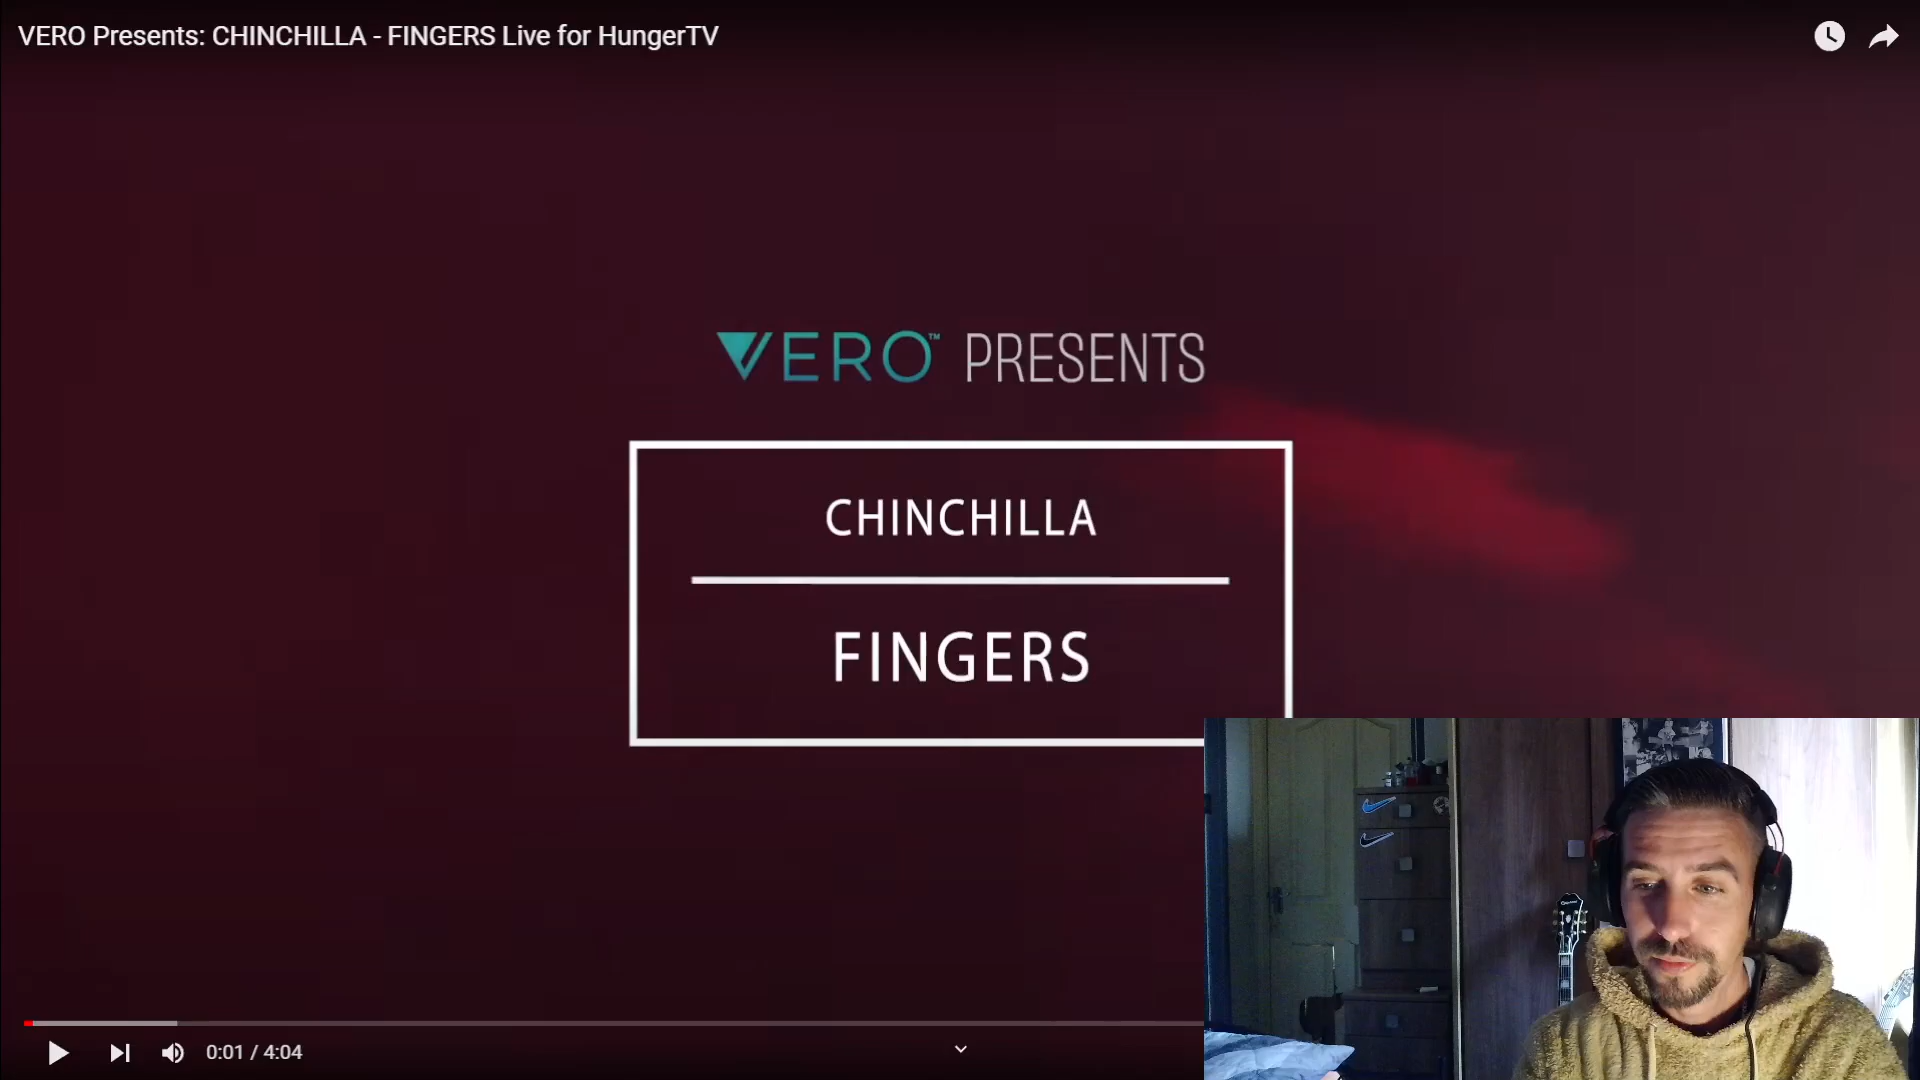 VERO Presents: CHINCHILLA - FINGERS Live for HungerTV
VERO™ PRESENTS
CHINCHILLA
FINGERS
0:01 / 4:04